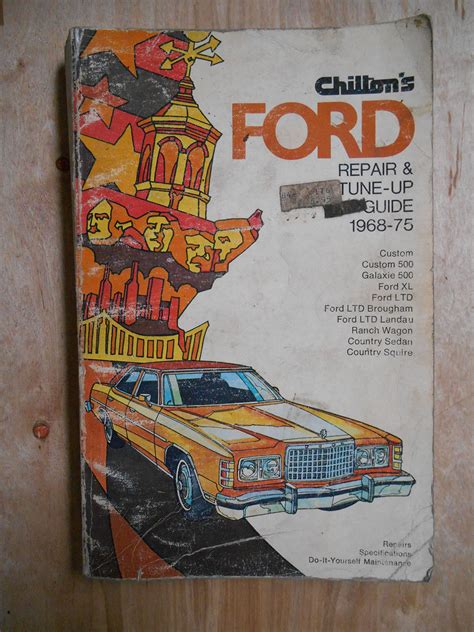 Chilton's
FORD
REPAIR &
TUNE-UP
GUIDE
1968-75
Custom
Custom 500
Galaxie 500
Ford XL
Ford LTD
Ford LTD Brougham
Ford LTD Landau
Ranch Wagon
Country Sedan
Country Squire
Repairs
Specifications
Do-It-Yourself Maintenance